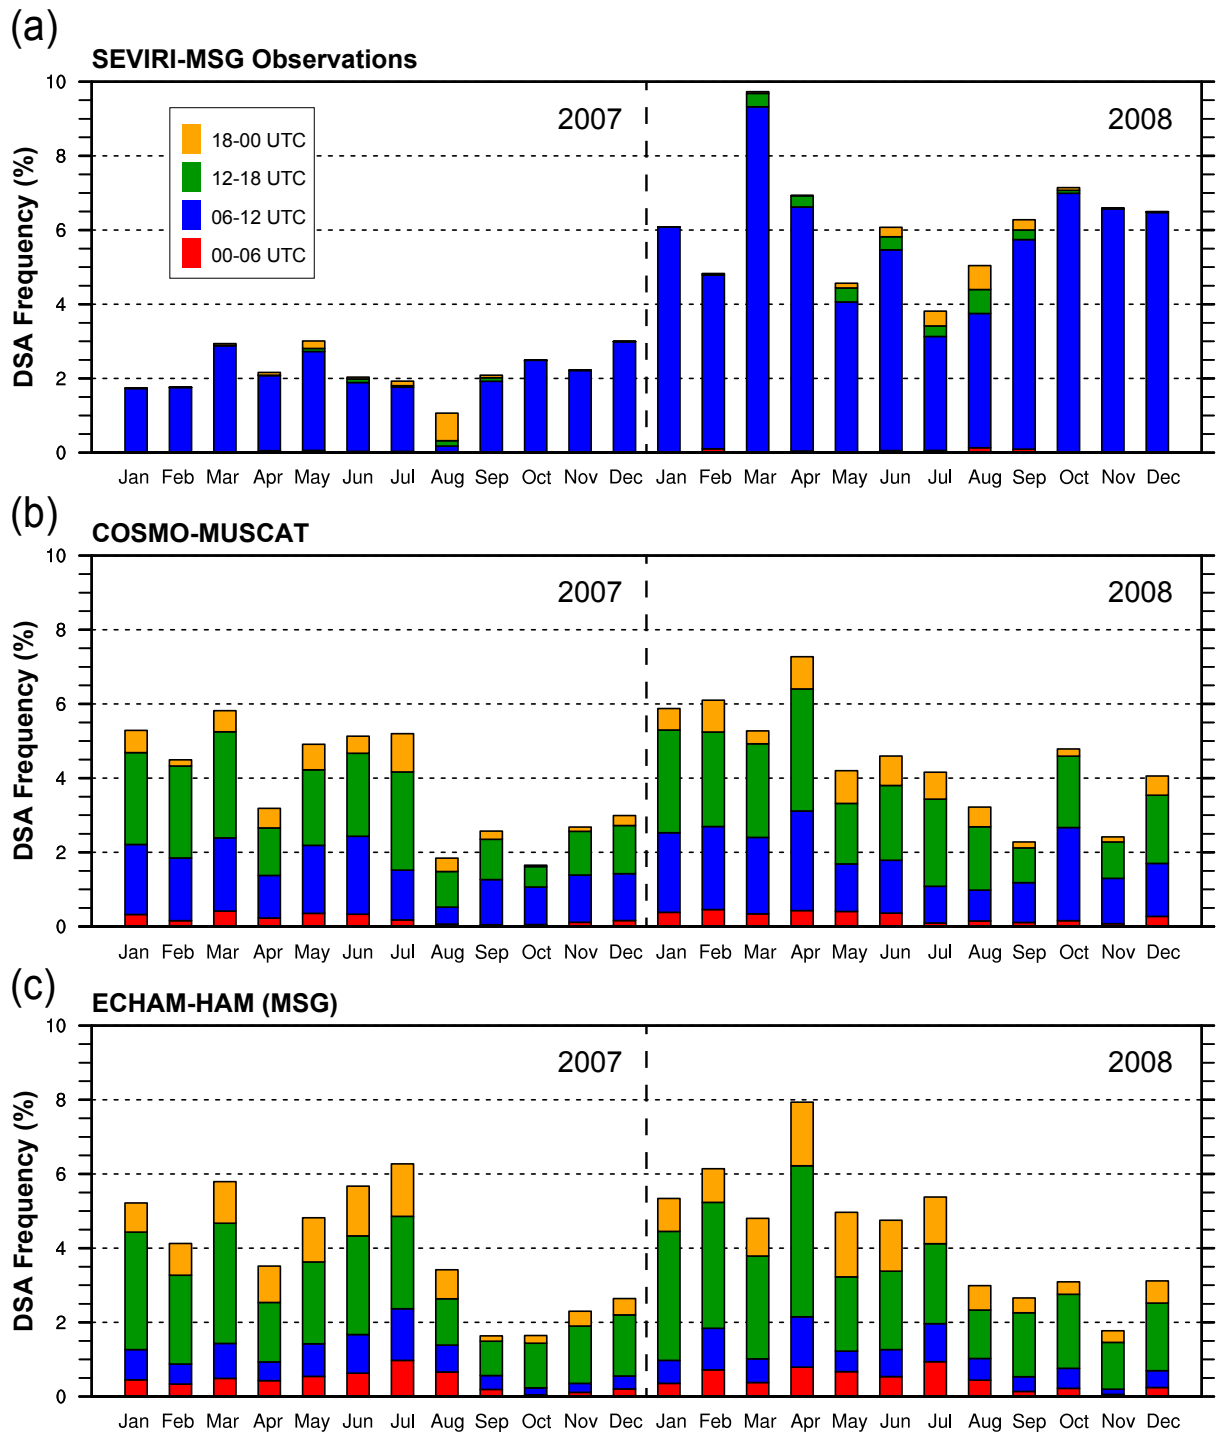 (a)
SEVIRI-MSG Observations
DSA Frequency (%)
10
8
6
4
2
0
2007
2008
18-00 UTC
12-18 UTC
06-12 UTC
00-06 UTC
Jan Feb Mar Apr May Jun Jul Aug Sep Oct Nov Dec Jan Feb Mar Apr May Jun Jul Aug Sep Oct Nov Dec
(b)
COSMO-MUSCAT
DSA Frequency (%)
10
8
6
4
2
0
2007
2008
Jan Feb Mar Apr May Jun Jul Aug Sep Oct Nov Dec Jan Feb Mar Apr May Jun Jul Aug Sep Oct Nov Dec
(c)
ECHAM-HAM (MSG)
DSA Frequency (%)
10
8
6
4
2
0
2007
2008
Jan Feb Mar Apr May Jun Jul Aug Sep Oct Nov Dec Jan Feb Mar Apr May Jun Jul Aug Sep Oct Nov Dec